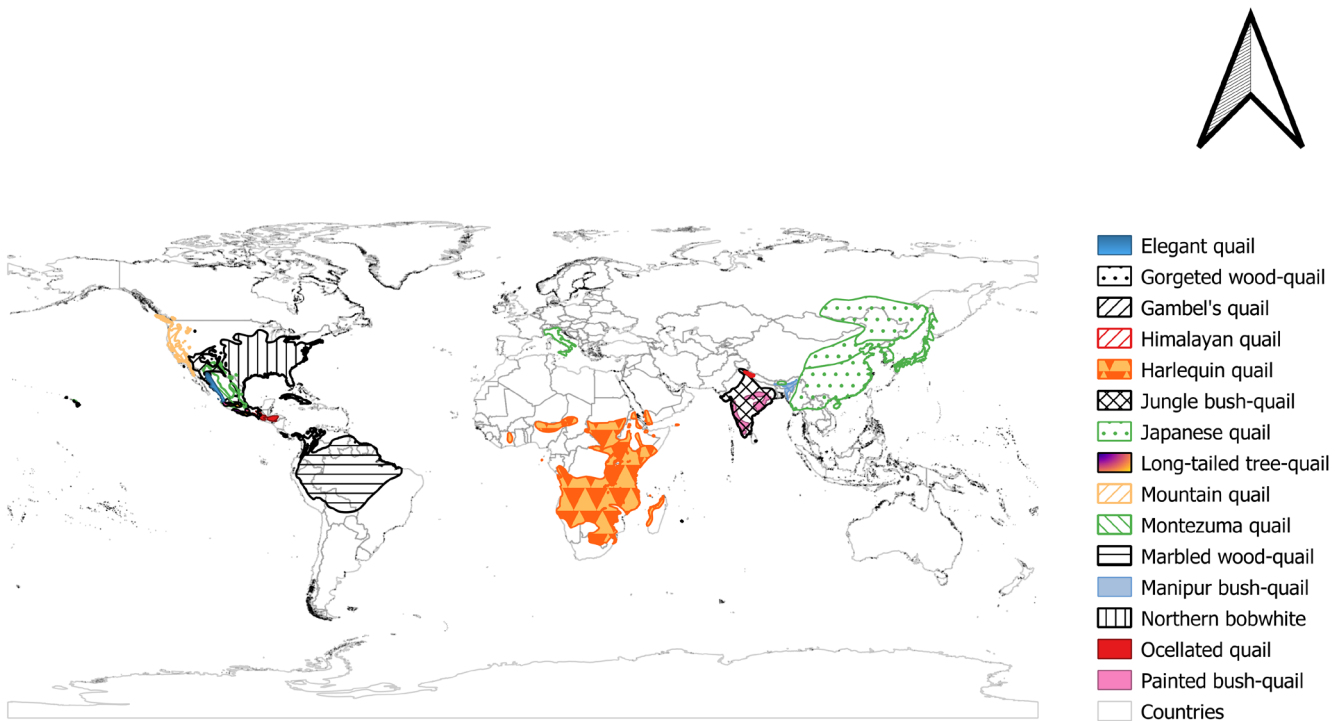 Elegant quail
Gorgeted wood-quail
Gambel's quail
Himalayan quail
Harlequin quail
Jungle bush-quail
Japanese quail
Long-tailed tree-quail
Mountain quail
Montezuma quail
Marbled wood-quail
Manipur bush-quail
Northern bobwhite
Ocellated quail
Painted bush-quail
Countries